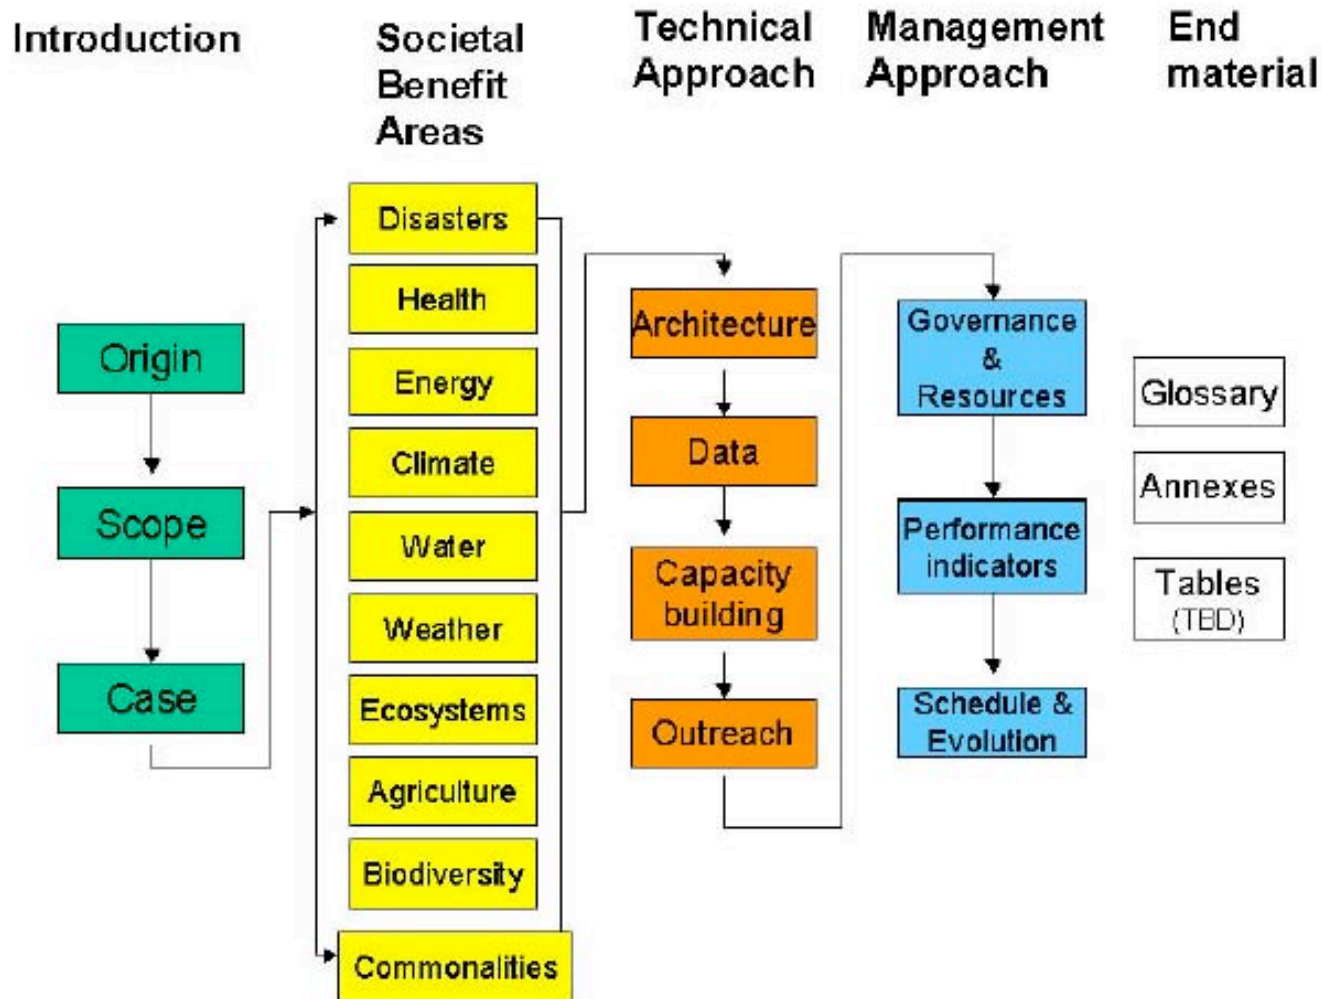 Introduction
Societal
Benefit
Areas
Technical
Approach
Management
Approach
End
material
Origin
Scope
Case
Disasters
Health
Energy
Climate
Water
Weather
Ecosystems
Agriculture
Biodiversity
Commonalities
Architecture
Data
Capacity
building
Outreach
Governance
&
Resources
Performance
indicators
Schedule &
Evolution
Glossary
Annexes
Tables
(TBD)